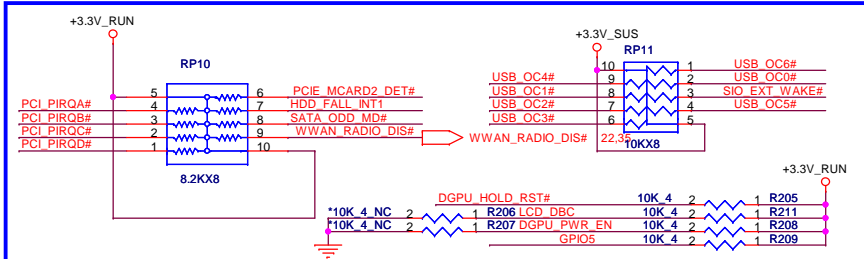 +3.3V_RUN
RP10
5 6 PCIE_MCARD2_DET#
PCI_PIRQA# 4 7 HDD_FALL_INT1
PCI_PIRQB# 3 8 SATA_ODD_MD#
PCI_PIRQC# 2 9 WWAN_RADIO_DIS#
PCI_PIRQD# 1 10
8.2KX8
WWAN_RADIO_DIS# 22,35
+3.3V_SUS
RP11
10 1 USB_OC6#
USB_OC4# 9 2 USB_OC0#
USB_OC1# 8 3 SIO_EXT_WAKE#
USB_OC2# 7 4 USB_OC5#
USB_OC3# 6 5
10KX8
+3.3V_RUN
DGPU_HOLD_RST# 10K_4 2 1 R205
*10K_4_NC 2 1 R206 LCD_DBC 10K_4 2 1 R211
*10K_4_NC 2 1 R207 DGPU_PWR_EN 10K_4 2 1 R208
GPIO5 10K_4 2 1 R209